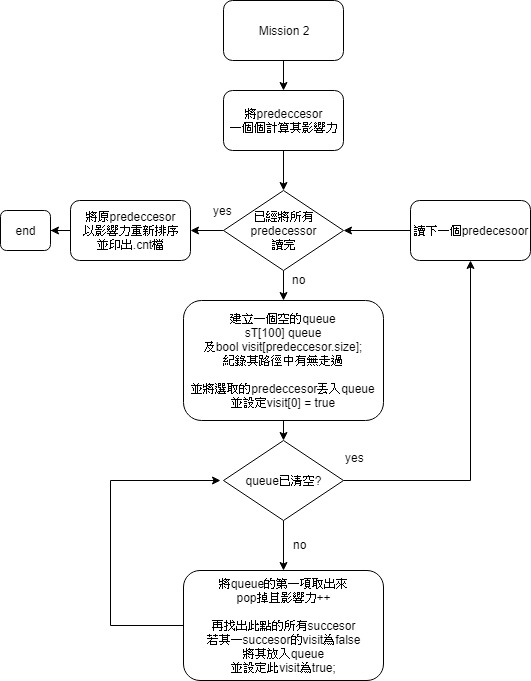 Mission 2
將predeccesor
一個個計算其影響力
已經將所有
predecessor
讀完
yes
將原predeccesor
以影響力重新排序
並印出.cnt檔
end
讀下一個predecesoor
no
建立一個空的queue
sT[100] queue
及bool visit[predeccesor.size];
紀錄其路徑中有無走過
並將選取的predeccesor丟入queue
並設定visit[0] = true
queue已清空?
yes
no
將queue的第一項取出來
pop掉且影響力++
再找出此點的所有succesor
若其一succesor的visit為false
將其放入queue
並設定此visit為true;